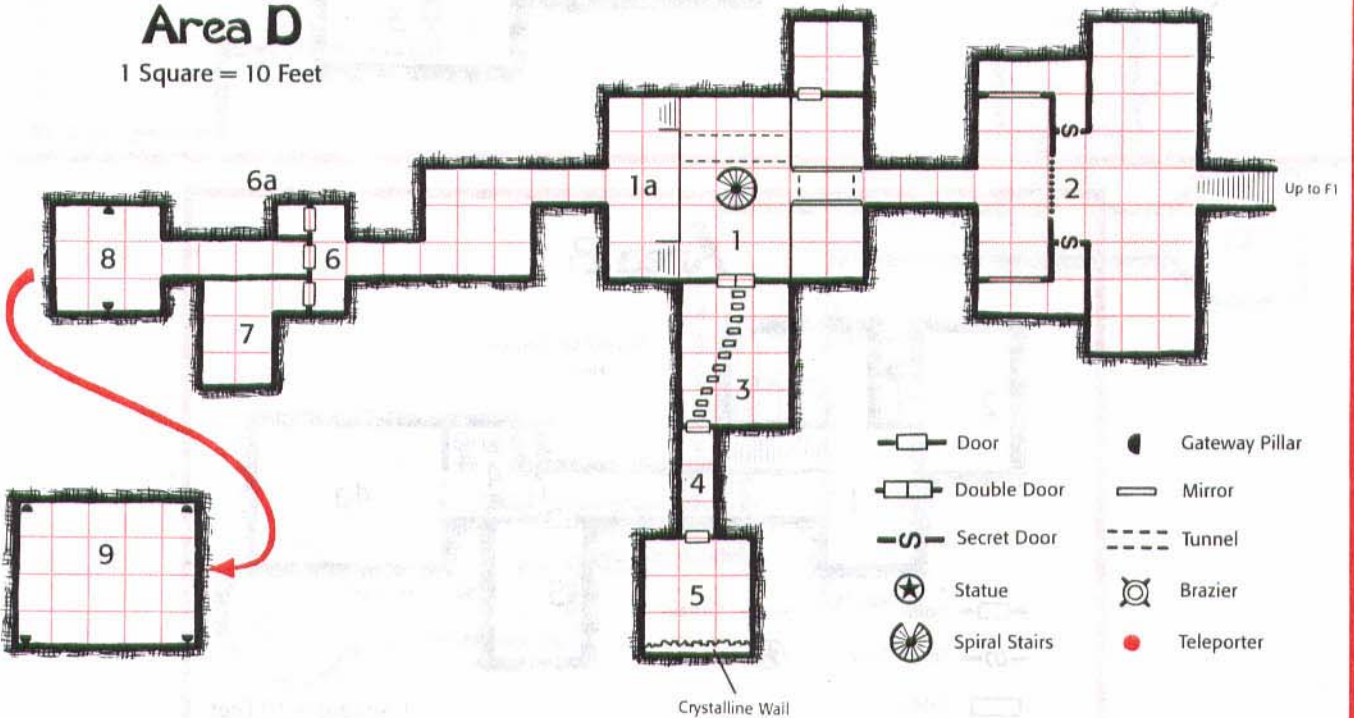 Area D
1 Square = 10 Feet
6a
1a
1
2
Up to F1
8
6
7
3
4
9
5
Crystalline Wall
Door
Gateway Pillar
Double Door
Mirror
S Secret Door
Tunnel
Statue
Brazier
Spiral Stairs
Teleporter
S
S